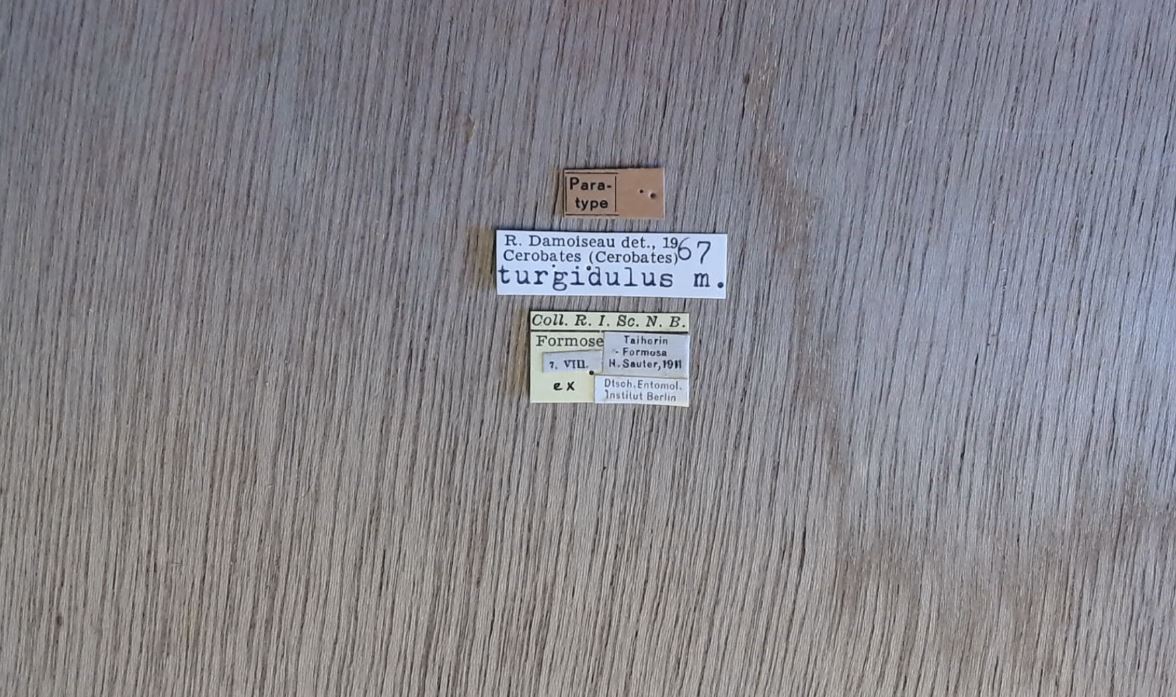 Para-
type
R. Damoiseau det., 1967
Cerobates (Cerobates)
turgidulus m.
Coll. R. I. Sc. N. B.
Formose
Taihorin
Formosa
H. Sauter, 1911
7. VIII.
ex
Dtsch. Entomol.
Institut Berlin